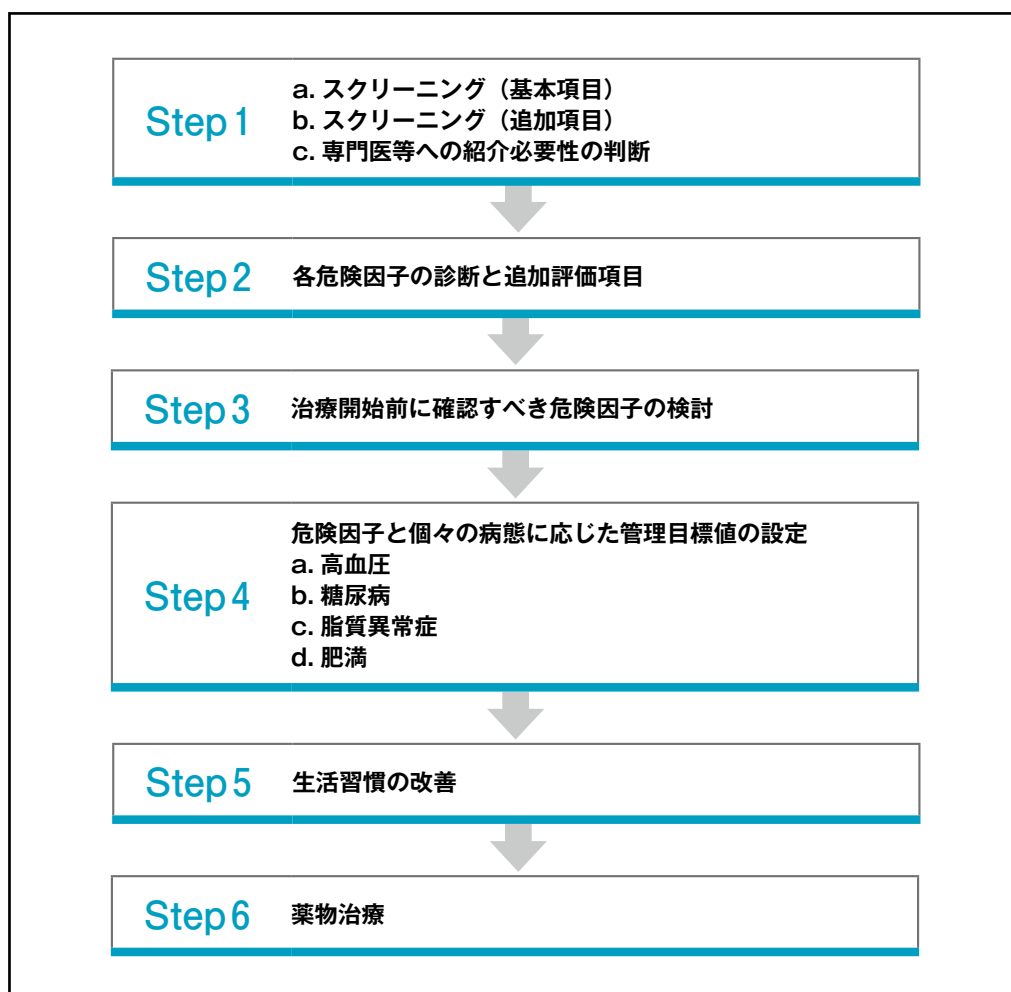 Step 1
a. スクリーニング（基本項目）
b. スクリーニング（追加項目）
c. 専門医等への紹介必要性の判断
Step 2
各危険因子の診断と追加評価項目
Step 3
治療開始前に確認すべき危険因子の検討
Step 4
危険因子と個々の病態に応じた管理目標値の設定
a. 高血圧
b. 糖尿病
c. 脂質異常症
d. 肥満
Step 5
生活習慣の改善
Step 6
薬物治療